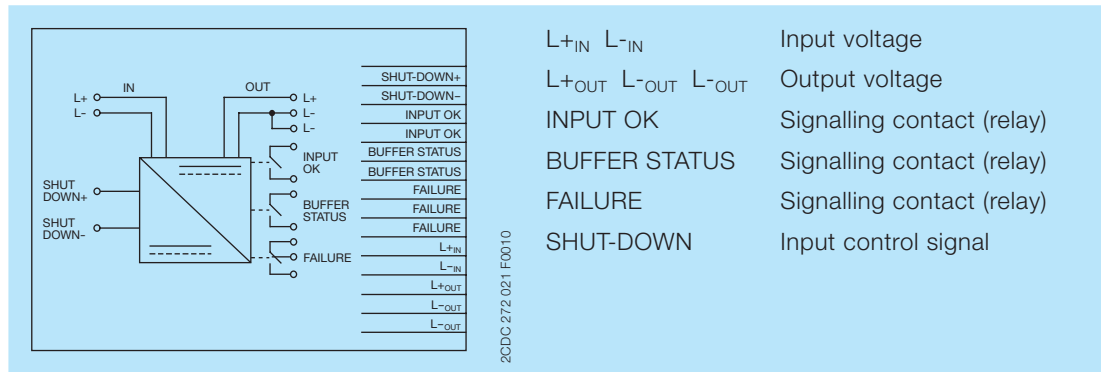 IN
OUT
L+
L-
L+
L-
L-
INPUT
OK
SHUT
DOWN+
BUFFER
STATUS
SHUT
DOWN-
FAILURE
SHUT-DOWN+
SHUT-DOWN-
INPUT OK
INPUT OK
BUFFER STATUS
BUFFER STATUS
FAILURE
FAILURE
FAILURE
L+IN
L-IN
L+OUT
L-OUT
L-OUT
2CDC 272 021 F0010
L+IN L-IN Input voltage
L+OUT L-OUT L-OUT Output voltage
INPUT OK Signalling contact (relay)
BUFFER STATUS Signalling contact (relay)
FAILURE Signalling contact (relay)
SHUT-DOWN Input control signal